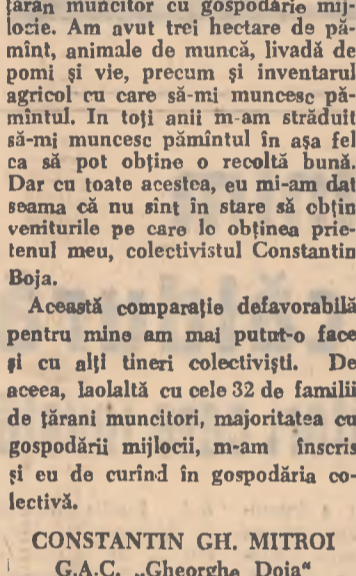 țăran muncitor cu gospodărie mij-
locie. Am avut trei hectare de pă-
mînt, animale de muncă, livadă de
pomi și vie, precum și inventarul
agricol cu care să-mi muncesc pă-
mîntul. In toți anii m-am străduit
să-mi muncesc pămîntul în așa fel
ca să pot obține o recoltă bună.
Dar cu toate acestea, eu mi-am dat
seama că nu sînt în stare să obțin
veniturile pe care le obținea prie-
tenul meu, colectivistul Constantin
Boja.
Această comparație defavorabilă
pentru mine am mai putut-o face
și cu alți tineri colectiviști. De
aceea, laolaltă cu cele 32 de familii
de țărani muncitori, majoritatea cu
gospodării mijlocii, m-am înscris
și eu de curînd în gospodăria co-
lectivă.
CONSTANTIN GH. MITROI
G.A.C. „Gheorghe Doja"